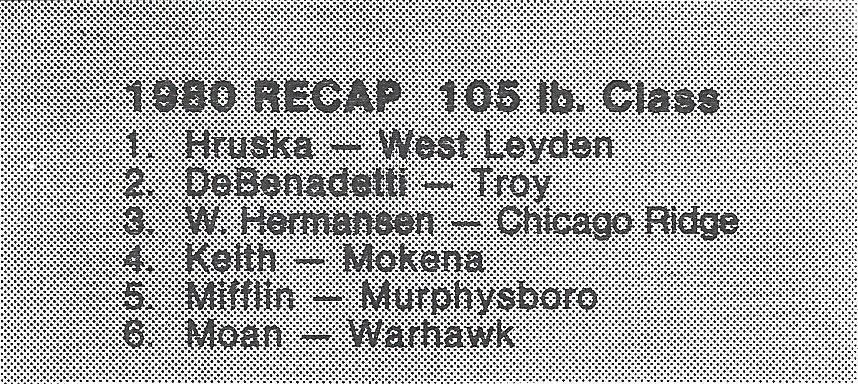 1980 RECAP 105 lb. Class
1. Hruska — West Leyden
2. DeBenadetti — Troy
3. W. Hermansen — Chicago Ridge
4. Keith — Mokena
5. Mifflin — Murphysboro
6. Moan — Warhawk